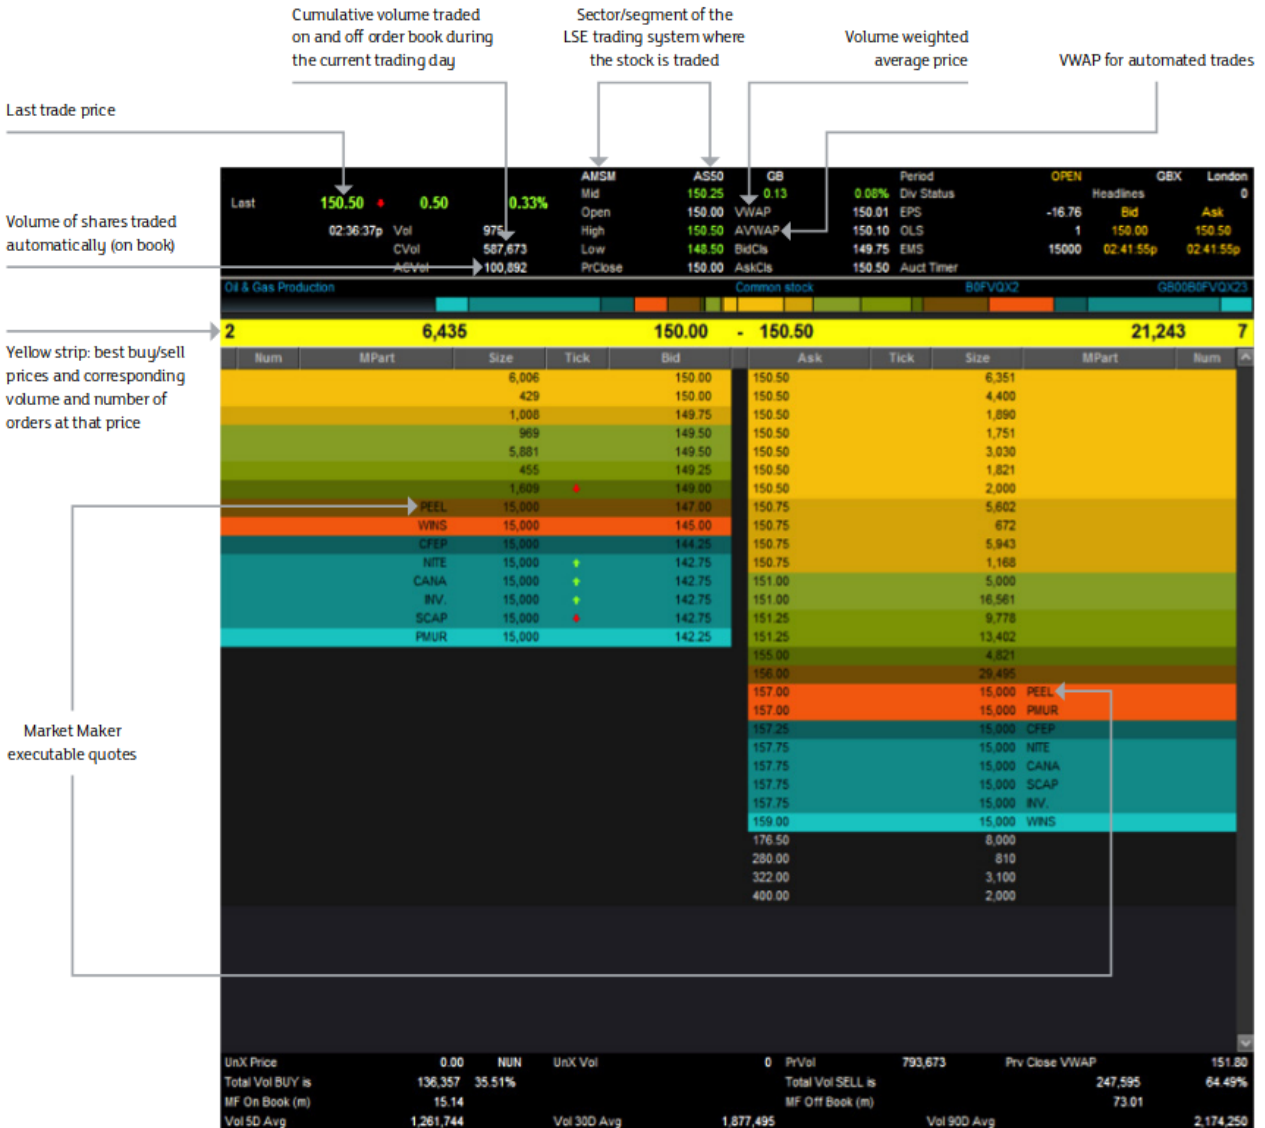 Cumulative volume traded
on and off order book during
the current trading day
Sector/segment of the
LSE trading system where
the stock is traded
Volume weighted
average price
VWAP for automated trades
Last trade price
Volume of shares traded
automatically (on book)
Yellow strip: best buy/sell
prices and corresponding
volume and number of
orders at that price
Market Maker
executable quotes
AMSM AS50 GB Period OPEN GBX London
Mid 150.25 0.13 0.08% Div Status Headlines 0
Last 150.50 0.50 0.33% Open 150.00 VWAP 150.01 EPS -16.76 Bid Ask
02:36:37p Vol 975 High 150.50 AVWAP 150.10 OLS 1 150.00 150.50
CVol 587,673 Low 148.50 BidCls 149.75 EMS 15000 02:41:55p 02:41:55p
ACVol 100,892 PrClose 150.00 AskCls 150.50 Auct Timer
Oil & Gas Production Common stock B0FVQX2 GB00B0FVQX23
2 6,435 150.00 - 150.50 21,243 7
Num MPart Size Tick Bid Ask Tick Size MPart Num
6,006 150.00 150.50 6,351
429 150.00 150.50 4,400
1,008 149.75 150.50 1,890
969 149.50 150.50 1,751
5,881 149.50 150.50 3,030
455 149.25 150.50 1,821
1,609 149.00 150.50 2,000
PEEL 15,000 147.00 150.75 5,602
WINS 15,000 145.00 150.75 672
CFEP 15,000 144.25 150.75 5,943
NITE 15,000 142.75 150.75 1,168
CANA 15,000 142.75 151.00 5,000
INV. 15,000 142.75 151.00 16,561
SCAP 15,000 142.75 151.25 9,778
PMUR 15,000 142.25 151.25 13,402
155.00 4,821
156.00 29,495
157.00 15,000 PEEL
157.00 15,000 PMUR
157.25 15,000 CFEP
157.75 15,000 NITE
157.75 15,000 CANA
157.75 15,000 SCAP
157.75 15,000 INV.
159.00 15,000 WINS
176.50 8,000
280.00 810
322.00 3,100
400.00 2,000
UnX Price 0.00 NUN UnX Vol 0 PrVol 793,673 Prv Close VWAP 151.80
Total Vol BUY is 136,357 35.51% Total Vol SELL is 247,595 64.49%
MF On Book (m) 15.14 MF Off Book (m) 73.01
Vol 5D Avg 1,261,744 Vol 30D Avg 1,877,495 Vol 90D Avg 2,174,250